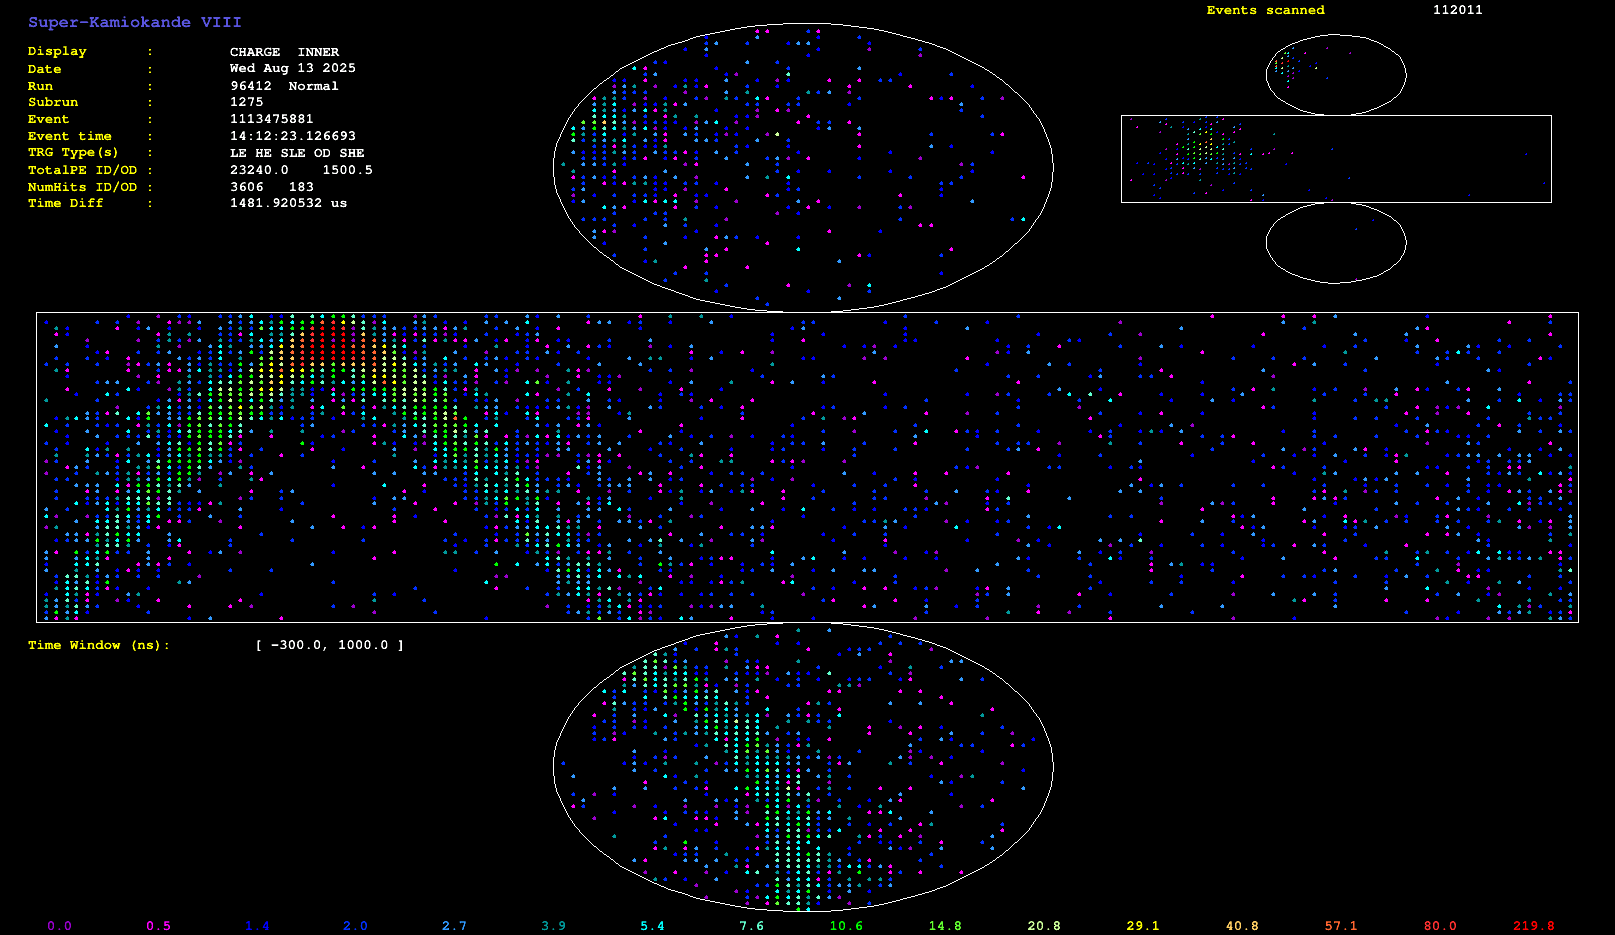 Super-Kamiokande VIII
Events scanned 112011
Display : CHARGE INNER
Date : Wed Aug 13 2025
Run : 96412 Normal
Subrun : 1275
Event : 1113475881
Event time : 14:12:23.126693
TRG Type(s) : LE HE SLE OD SHE
TotalPE ID/OD : 23240.0 1500.5
NumHits ID/OD : 3606 183
Time Diff : 1481.920532 us
Time Window (ns): [ -300.0, 1000.0 ]
0.0 0.5 1.4 2.0 2.7 3.9 5.4 7.6 10.6 14.8 20.8 29.1 40.8 57.1 80.0 219.8